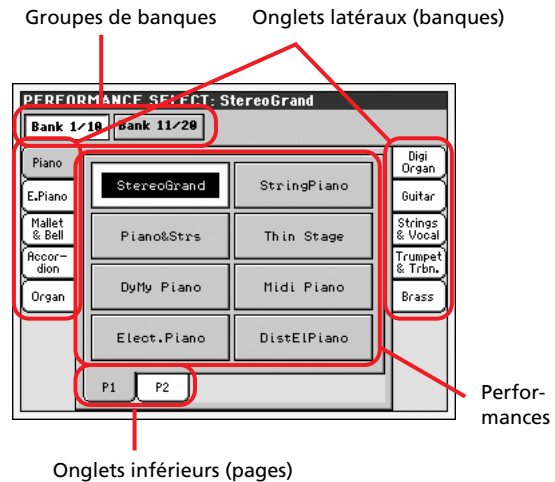 Groupes de banques
Onglets latéraux (banques)
PERFORMANCE SELECT: StereoGrand
Bank 1/10
Bank 11/20
Piano
E.Piano
Mallet
& Bell
Accor-
dion
Organ
StereoGrand
StringPiano
Piano&Strs
Thin Stage
DyMy Piano
Midi Piano
Elect.Piano
DistElPiano
Digi
Organ
Guitar
Strings
& Vocal
Trumpet
& Trbn.
Brass
P1
P2
Perfor-
mances
Onglets inférieurs (pages)